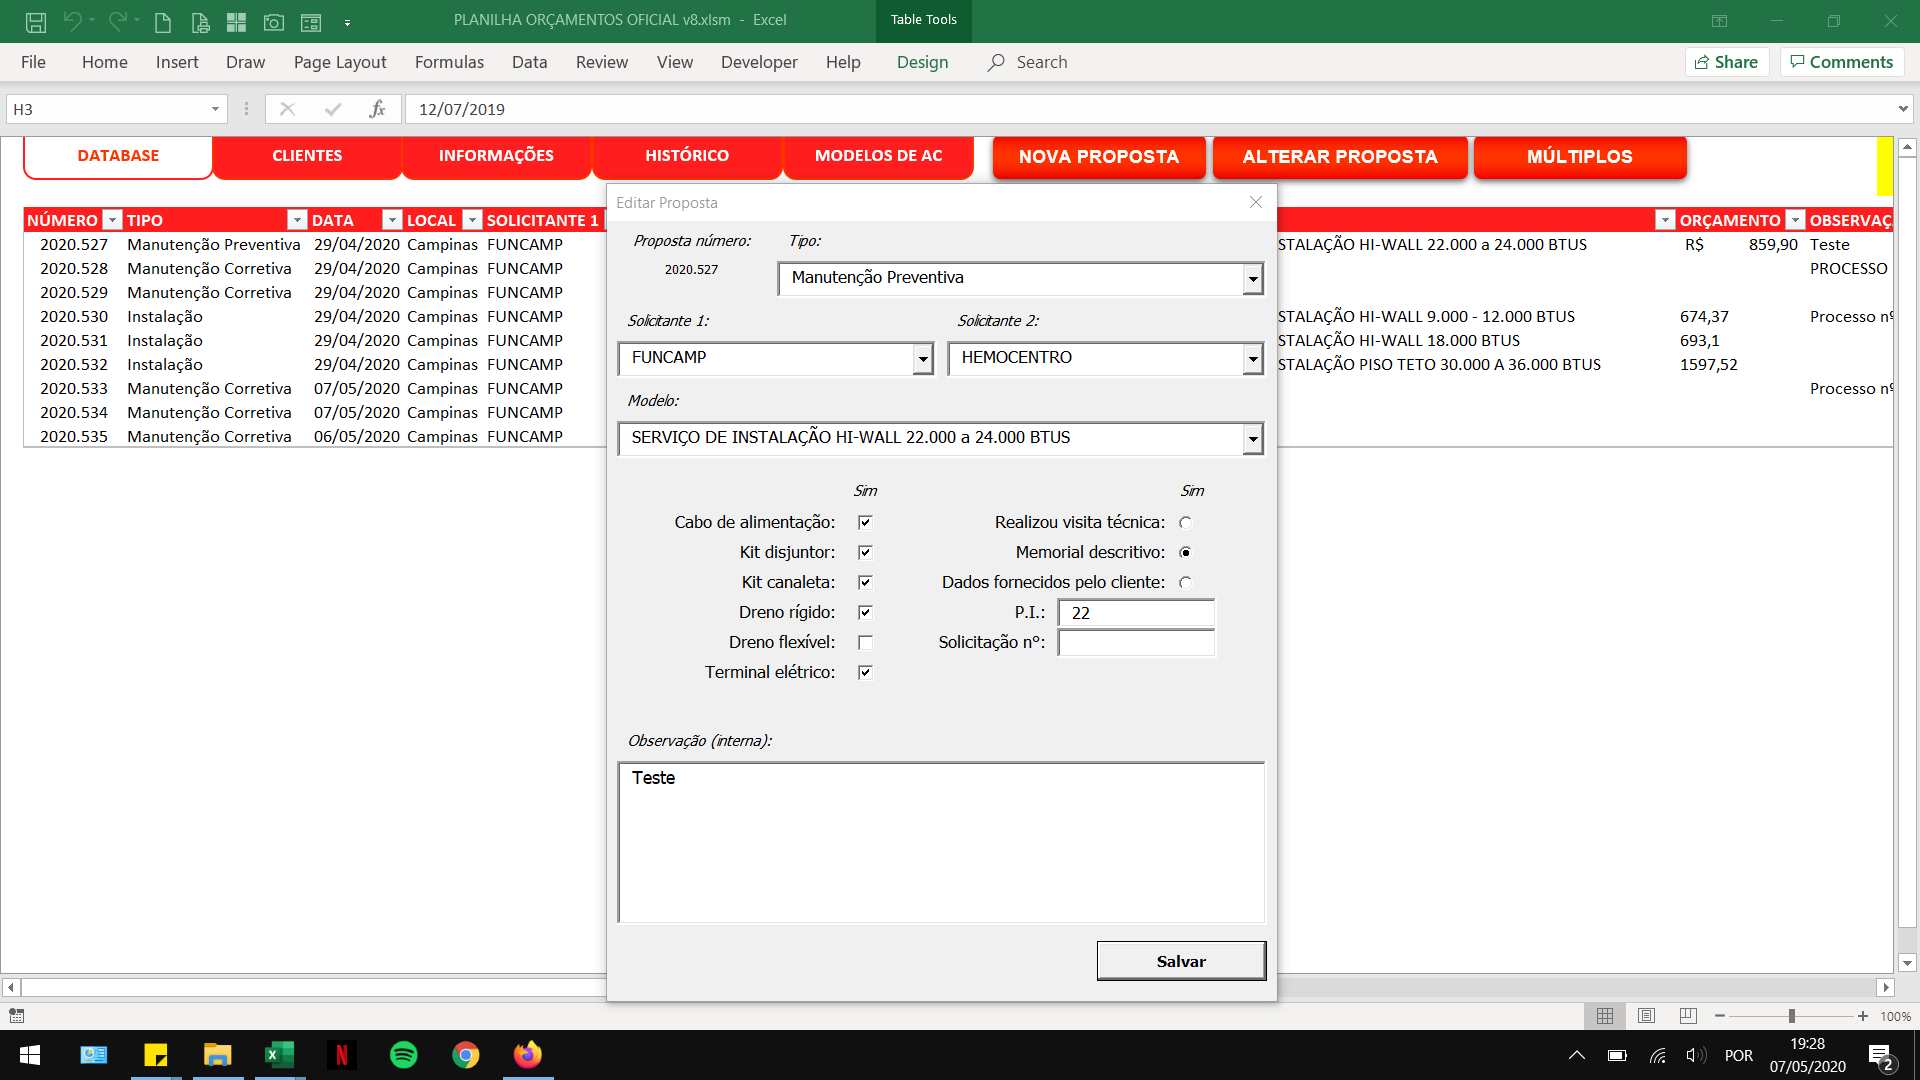 PLANILHA ORÇAMENTOS OFICIAL v8.xlsm - Excel
Table Tools
File Home Insert Draw Page Layout Formulas Data Review View Developer Help Design Search Share Comments
H3 fx 12/07/2019
DATABASE CLIENTES INFORMAÇÕES HISTÓRICO MODELOS DE AC NOVA PROPOSTA ALTERAR PROPOSTA MÚLTIPLOS
NÚMERO TIPO DATA LOCAL SOLICITANTE 1 ORÇAMENTO OBSERVAÇ
2020.527 Manutenção Preventiva 29/04/2020 Campinas FUNCAMP STALAÇÃO HI-WALL 22.000 a 24.000 BTUS R$ 859,90 Teste
2020.528 Manutenção Corretiva 29/04/2020 Campinas FUNCAMP PROCESSO
2020.529 Manutenção Corretiva 29/04/2020 Campinas FUNCAMP
2020.530 Instalação 29/04/2020 Campinas FUNCAMP STALAÇÃO HI-WALL 9.000 - 12.000 BTUS 674,37 Processo nº
2020.531 Instalação 29/04/2020 Campinas FUNCAMP STALAÇÃO HI-WALL 18.000 BTUS 693,1
2020.532 Instalação 29/04/2020 Campinas FUNCAMP STALAÇÃO PISO TETO 30.000 A 36.000 BTUS 1597,52
2020.533 Manutenção Corretiva 07/05/2020 Campinas FUNCAMP Processo nº
2020.534 Manutenção Corretiva 07/05/2020 Campinas FUNCAMP
2020.535 Manutenção Corretiva 06/05/2020 Campinas FUNCAMP
Editar Proposta
Proposta número: Tipo:
2020.527 Manutenção Preventiva
Solicitante 1: Solicitante 2:
FUNCAMP HEMOCENTRO
Modelo:
SERVIÇO DE INSTALAÇÃO HI-WALL 22.000 a 24.000 BTUS
Sim Sim
Cabo de alimentação: Realizou visita técnica:
Kit disjuntor: Memorial descritivo:
Kit canaleta: Dados fornecidos pelo cliente:
Dreno rígido: P.I.: 22
Dreno flexível: Solicitação nº:
Terminal elétrico:
Observação (interna):
Teste
Salvar
100%
N
POR
19:28
07/05/2020
2